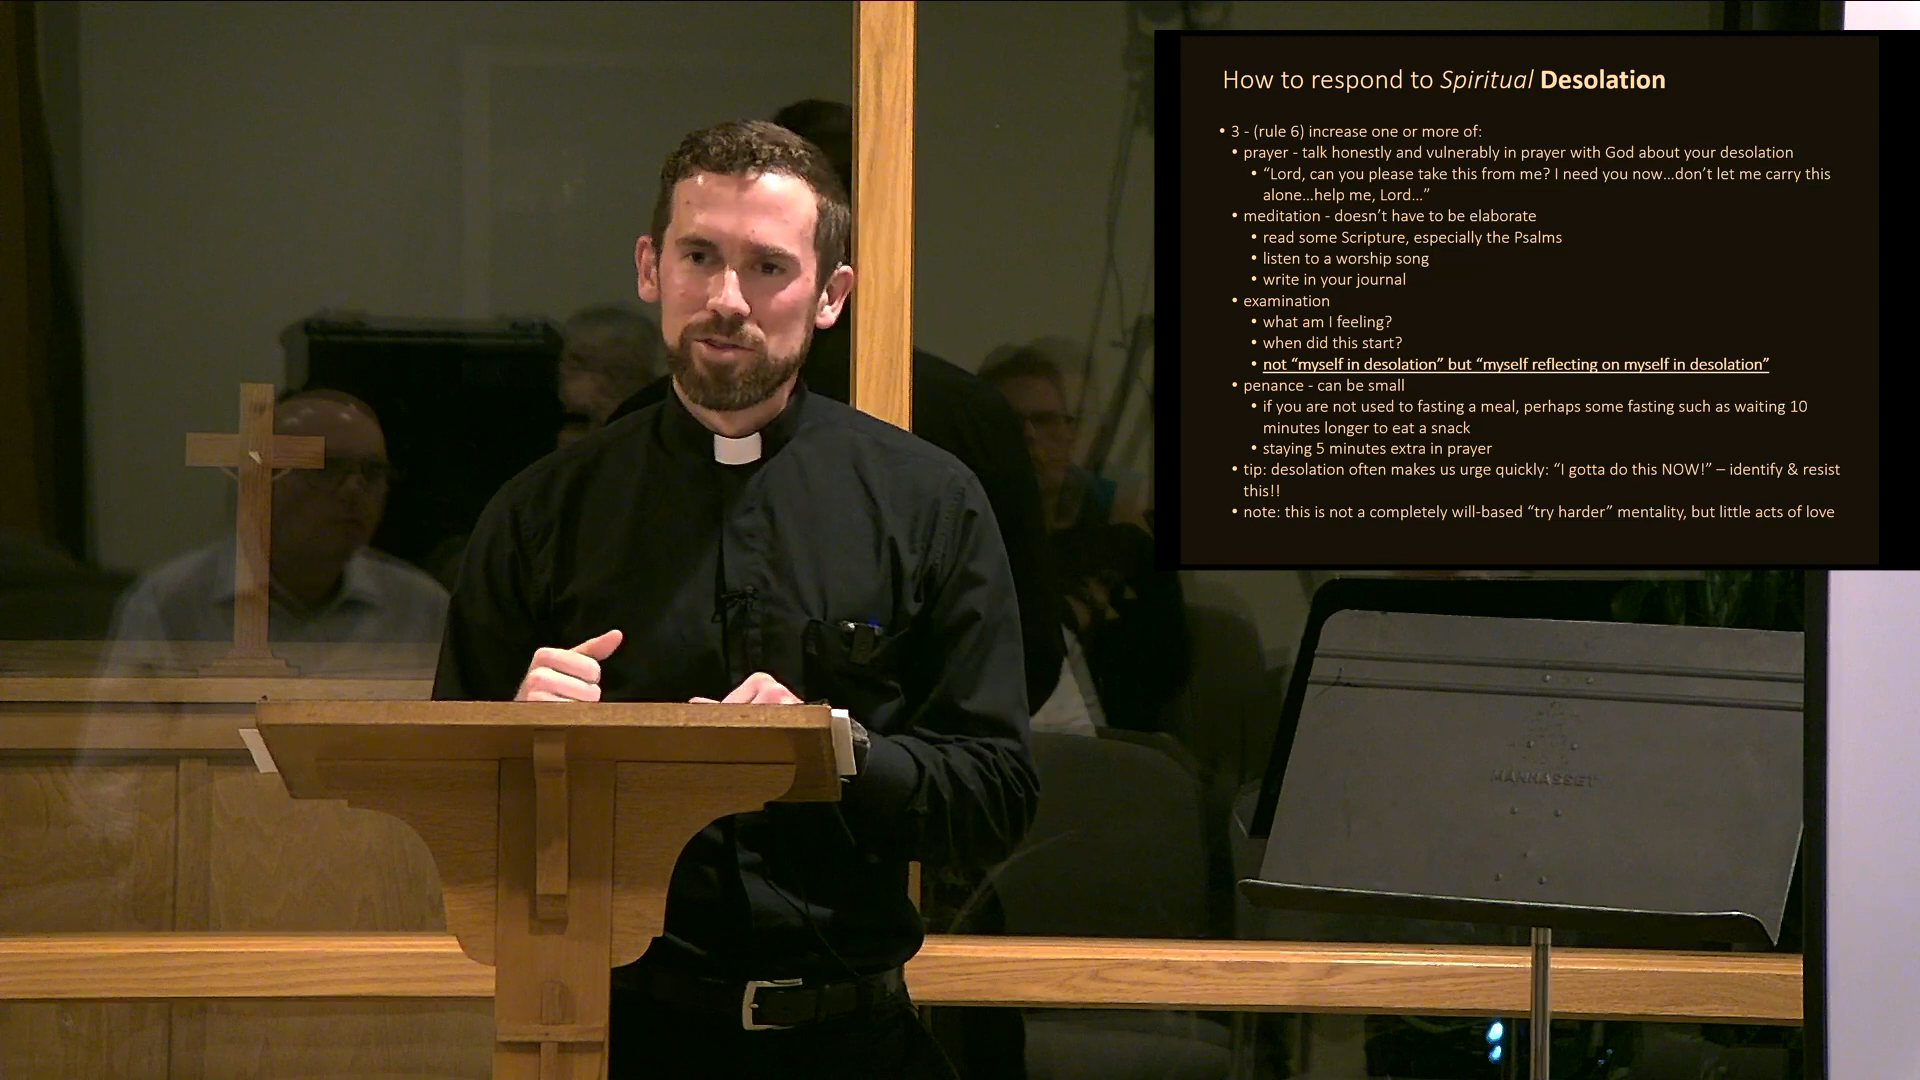 How to respond to Spiritual Desolation
• 3 - (rule 6) increase one or more of:
• prayer - talk honestly and vulnerably in prayer with God about your desolation
• “Lord, can you please take this from me? I need you now...don’t let me carry this
alone...help me, Lord...”
• meditation - doesn’t have to be elaborate
• read some Scripture, especially the Psalms
• listen to a worship song
• write in your journal
• examination
• what am I feeling?
• when did this start?
• not “myself in desolation” but “myself reflecting on myself in desolation”
• penance - can be small
• if you are not used to fasting a meal, perhaps some fasting such as waiting 10
minutes longer to eat a snack
• staying 5 minutes extra in prayer
• tip: desolation often makes us urge quickly: “I gotta do this NOW!” – identify & resist
this!!
• note: this is not a completely will-based “try harder” mentality, but little acts of love
MANHASSET